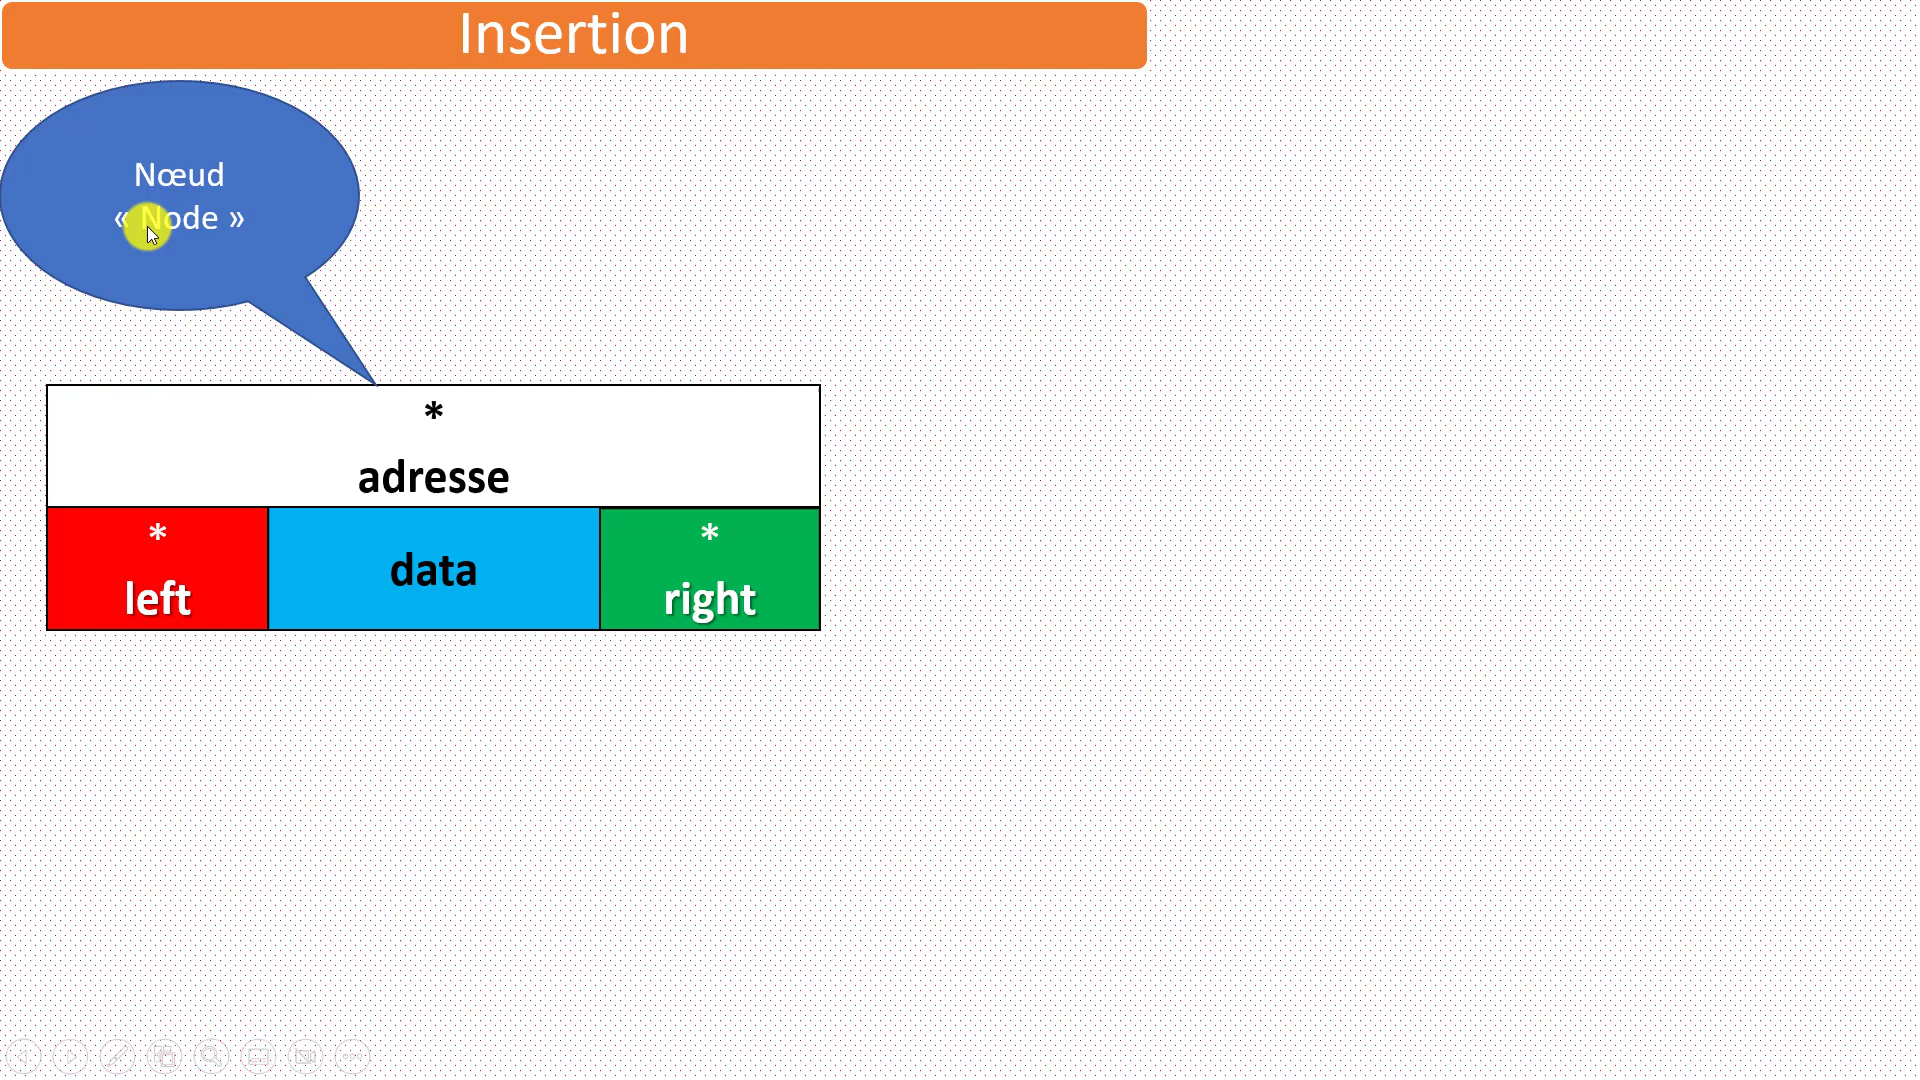 Insertion
Nœud
« Node »
*
adresse
*
left
data
*
right